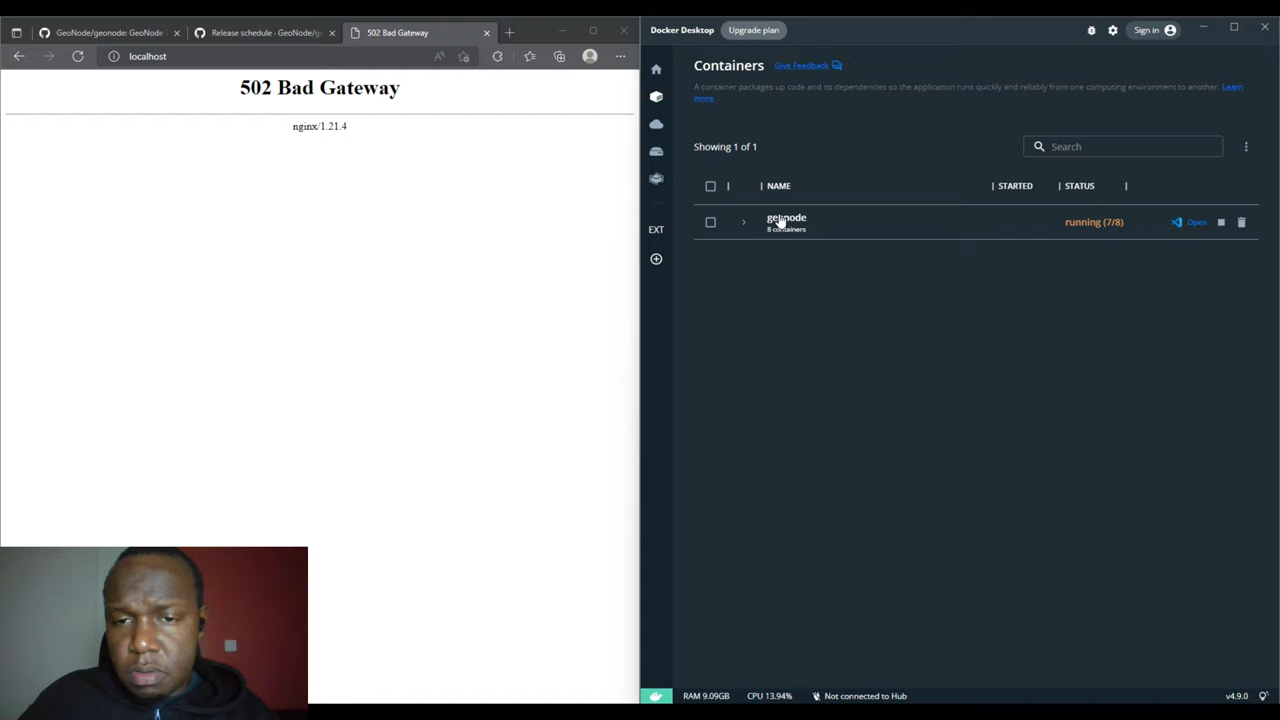 GeoNode/geonode: GeoNode
Release schedule - GeoNode/ge
502 Bad Gateway
localhost
502 Bad Gateway
nginx/1.21.4
Docker Desktop
Upgrade plan
Sign in
Containers
Give Feedback
A container packages up code and its dependencies so the application runs quickly and reliably from one computing environment to another. Learn
more
Showing 1 of 1
Search
NAME
STARTED
STATUS
geonode
8 containers
running (7/8)
Open
EXT
RAM 9.09GB
CPU 13.94%
Not connected to Hub
v4.9.0